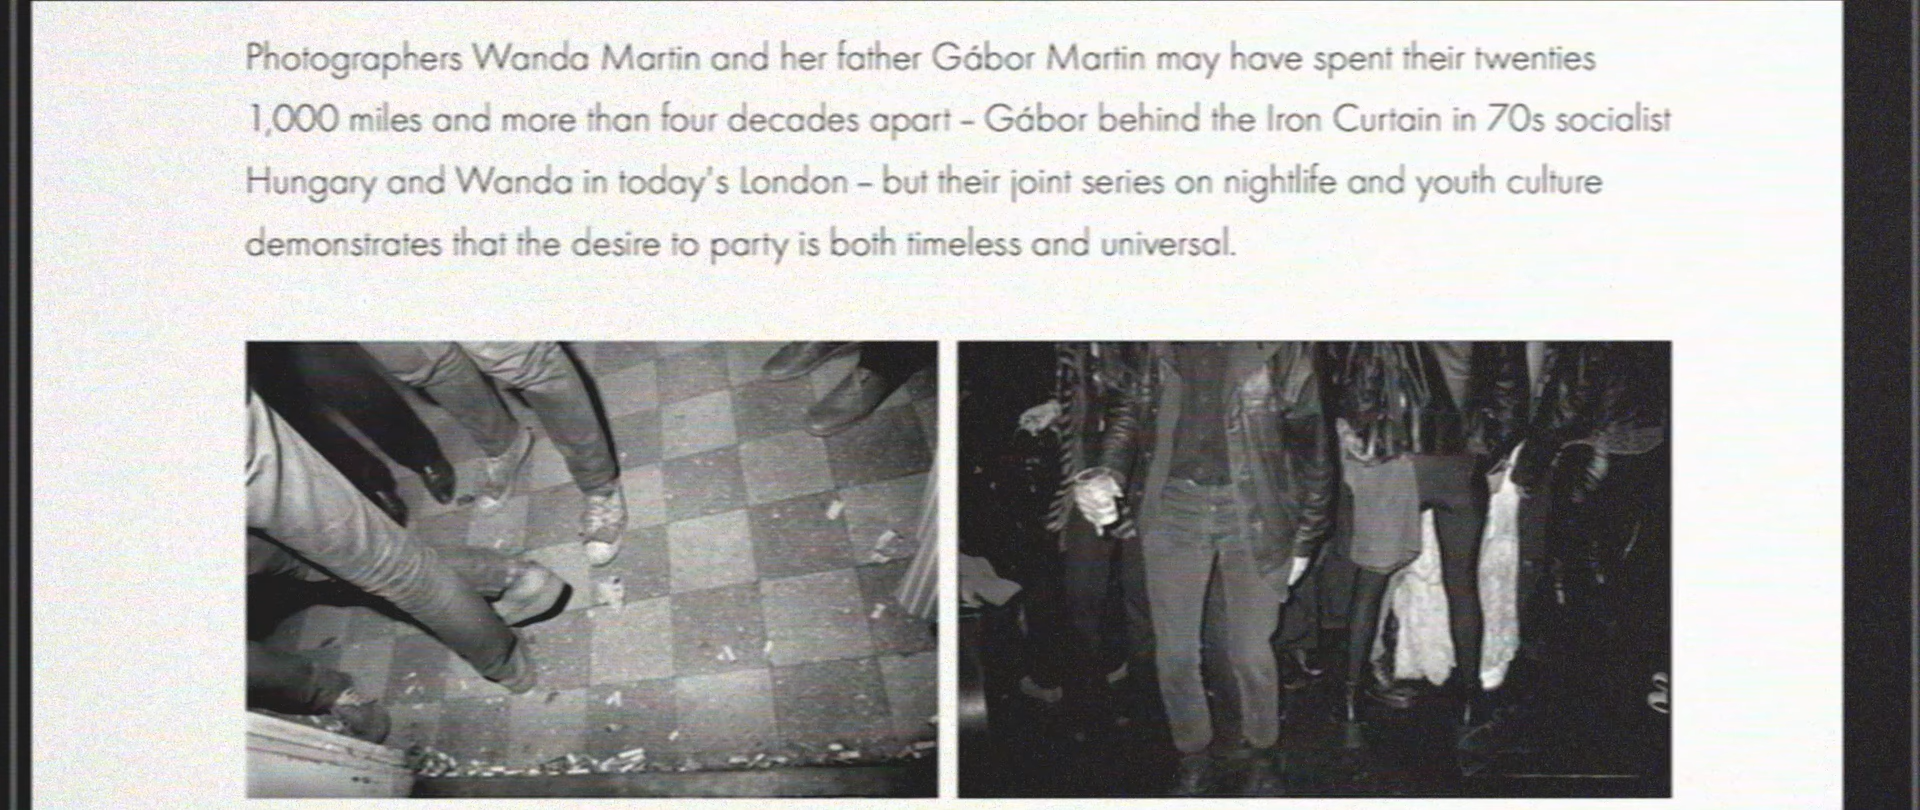 Photographers Wanda Martin and her father Gábor Martin may have spent their twenties
1,000 miles and more than four decades apart – Gábor behind the Iron Curtain in 70s socialist
Hungary and Wanda in today's London – but their joint series on nightlife and youth culture
demonstrates that the desire to party is both timeless and universal.